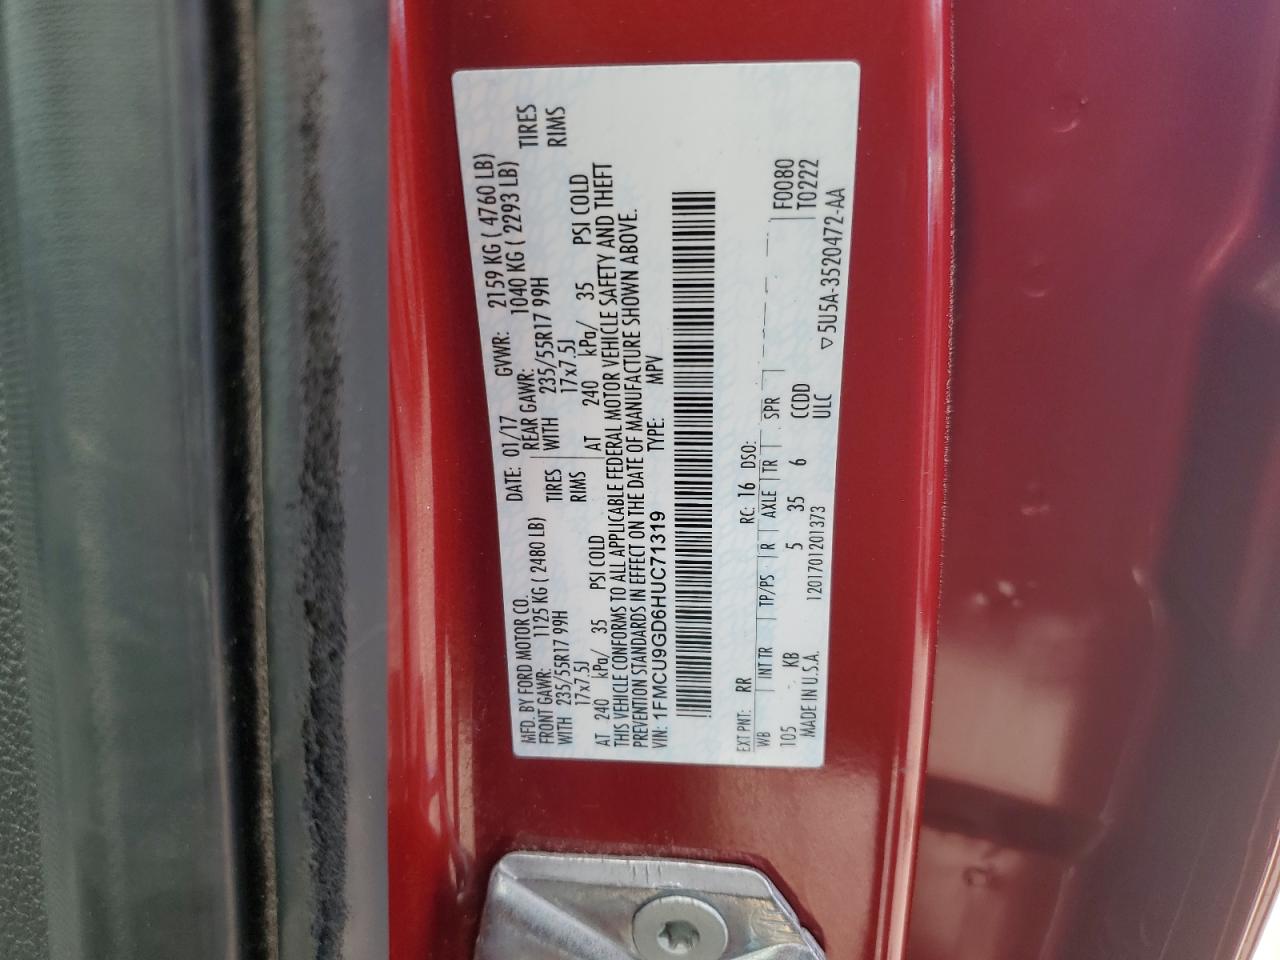 MFD. BY FORD MOTOR CO. DATE: 01/17 GVWR: 2159 KG ( 4760 LB)
FRONT GAWR: 1125 KG ( 2480 LB) REAR GAWR: 1040 KG ( 2293 LB)
WITH 235/55R17 99H TIRES WITH 235/55R17 99H TIRES
17x7.5J RIMS 17x7.5J RIMS
AT 240 kPa/ 35 PSI COLD AT 240 kPa/ 35 PSI COLD
THIS VEHICLE CONFORMS TO ALL APPLICABLE FEDERAL MOTOR VEHICLE SAFETY AND THEFT
PREVENTION STANDARDS IN EFFECT ON THE DATE OF MANUFACTURE SHOWN ABOVE.
VIN: 1FMCU9GD6HUC71319 TYPE: MPV
EXT PNT: RR RC: 16 DSO:
WB INT TR TP/PS R AXLE TR SPR F0080
105 KB 5 35 6 CCDD T0222
MADE IN U.S.A. 1201701201373 ULC ▽5U5A-3520472-AA